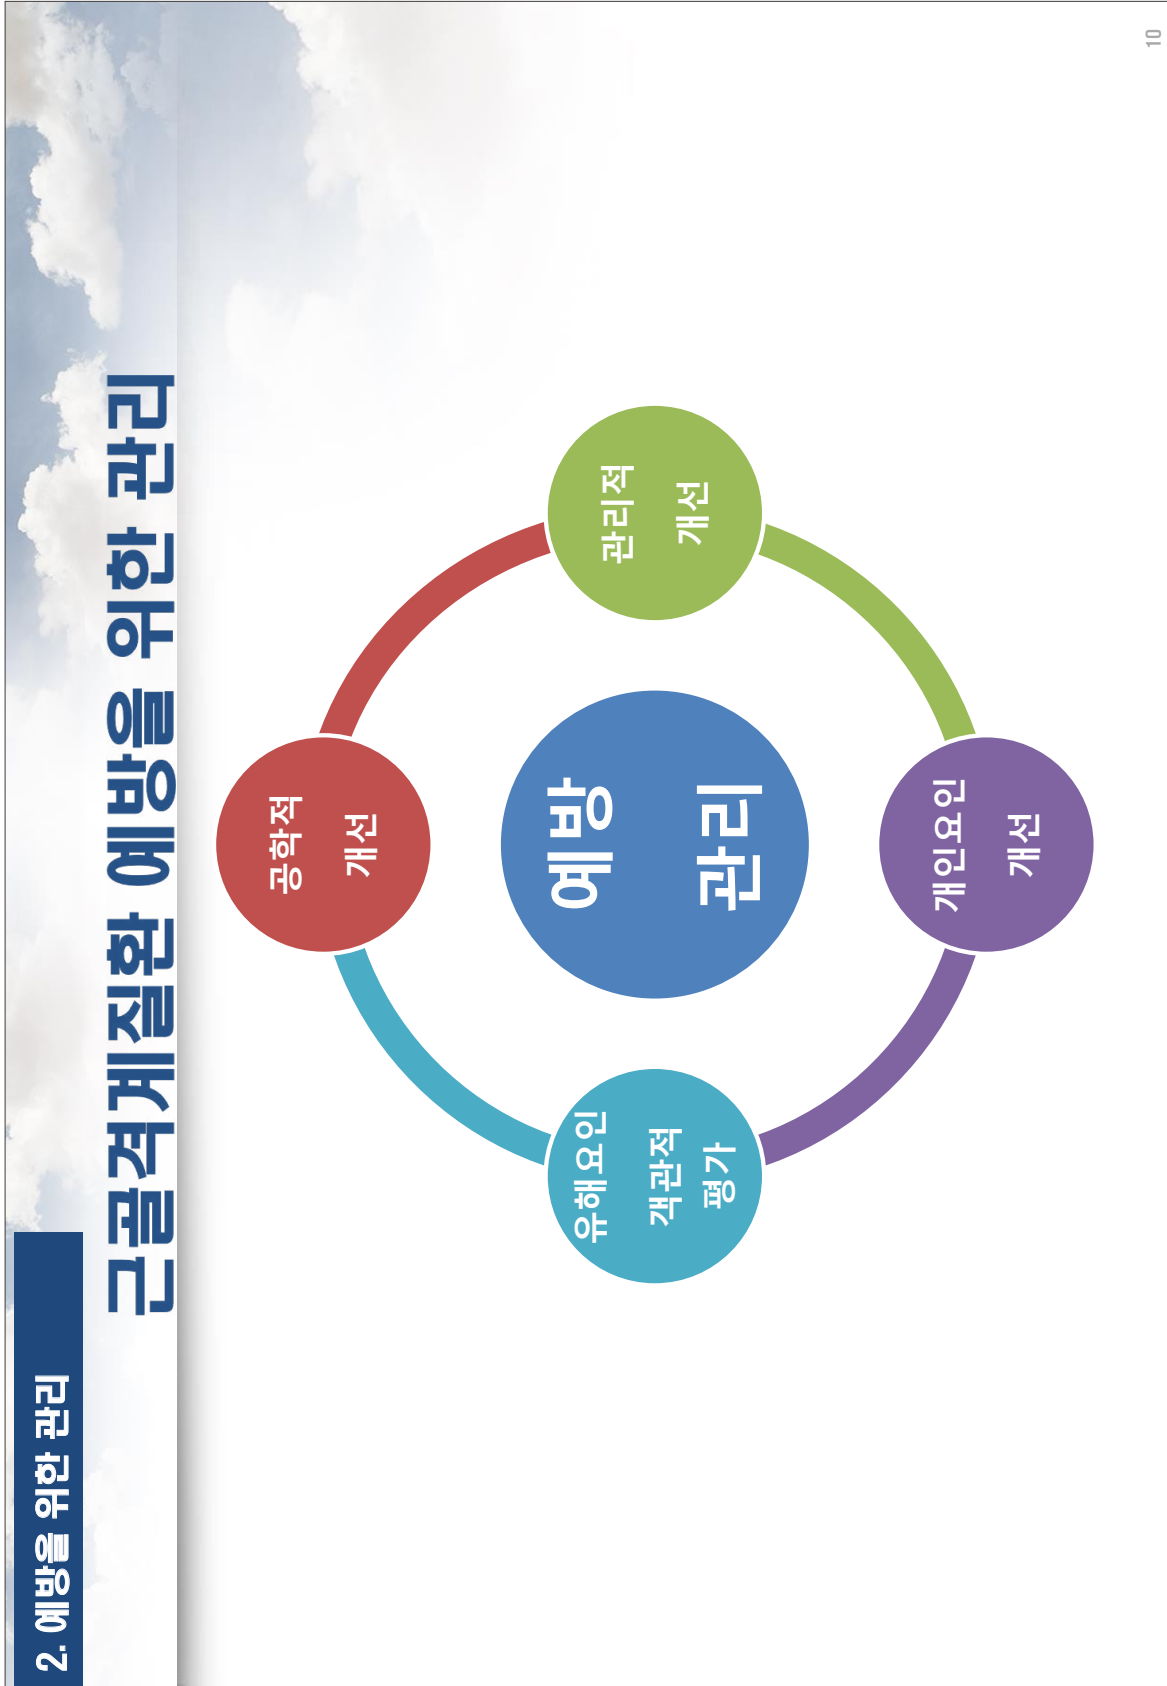 2. 예방을 위한 관리
근골격계질환 예방을 위한 관리
공학적
개선
관리적
개선
예방
관리
개인요인
개선
유해요인
객관적
평가
10